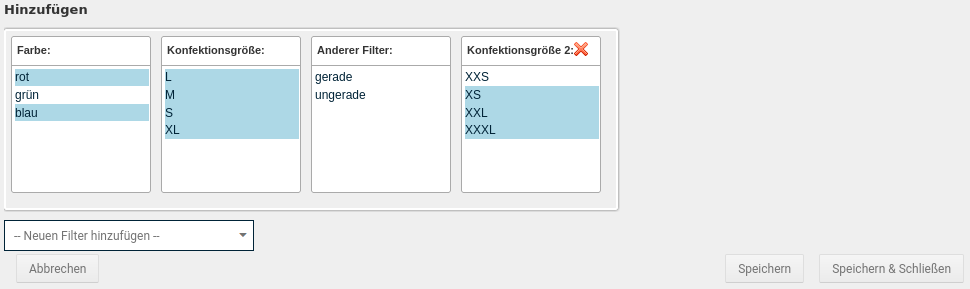 Hinzufügen
Farbe:
rot
grün
blau
Konfektionsgröße:
L
M
S
XL
Anderer Filter:
gerade
ungerade
Konfektionsgröße 2:
XXS
XS
XXL
XXXL
-- Neuen Filter hinzufügen --
Abbrechen
Speichern
Speichern & Schließen